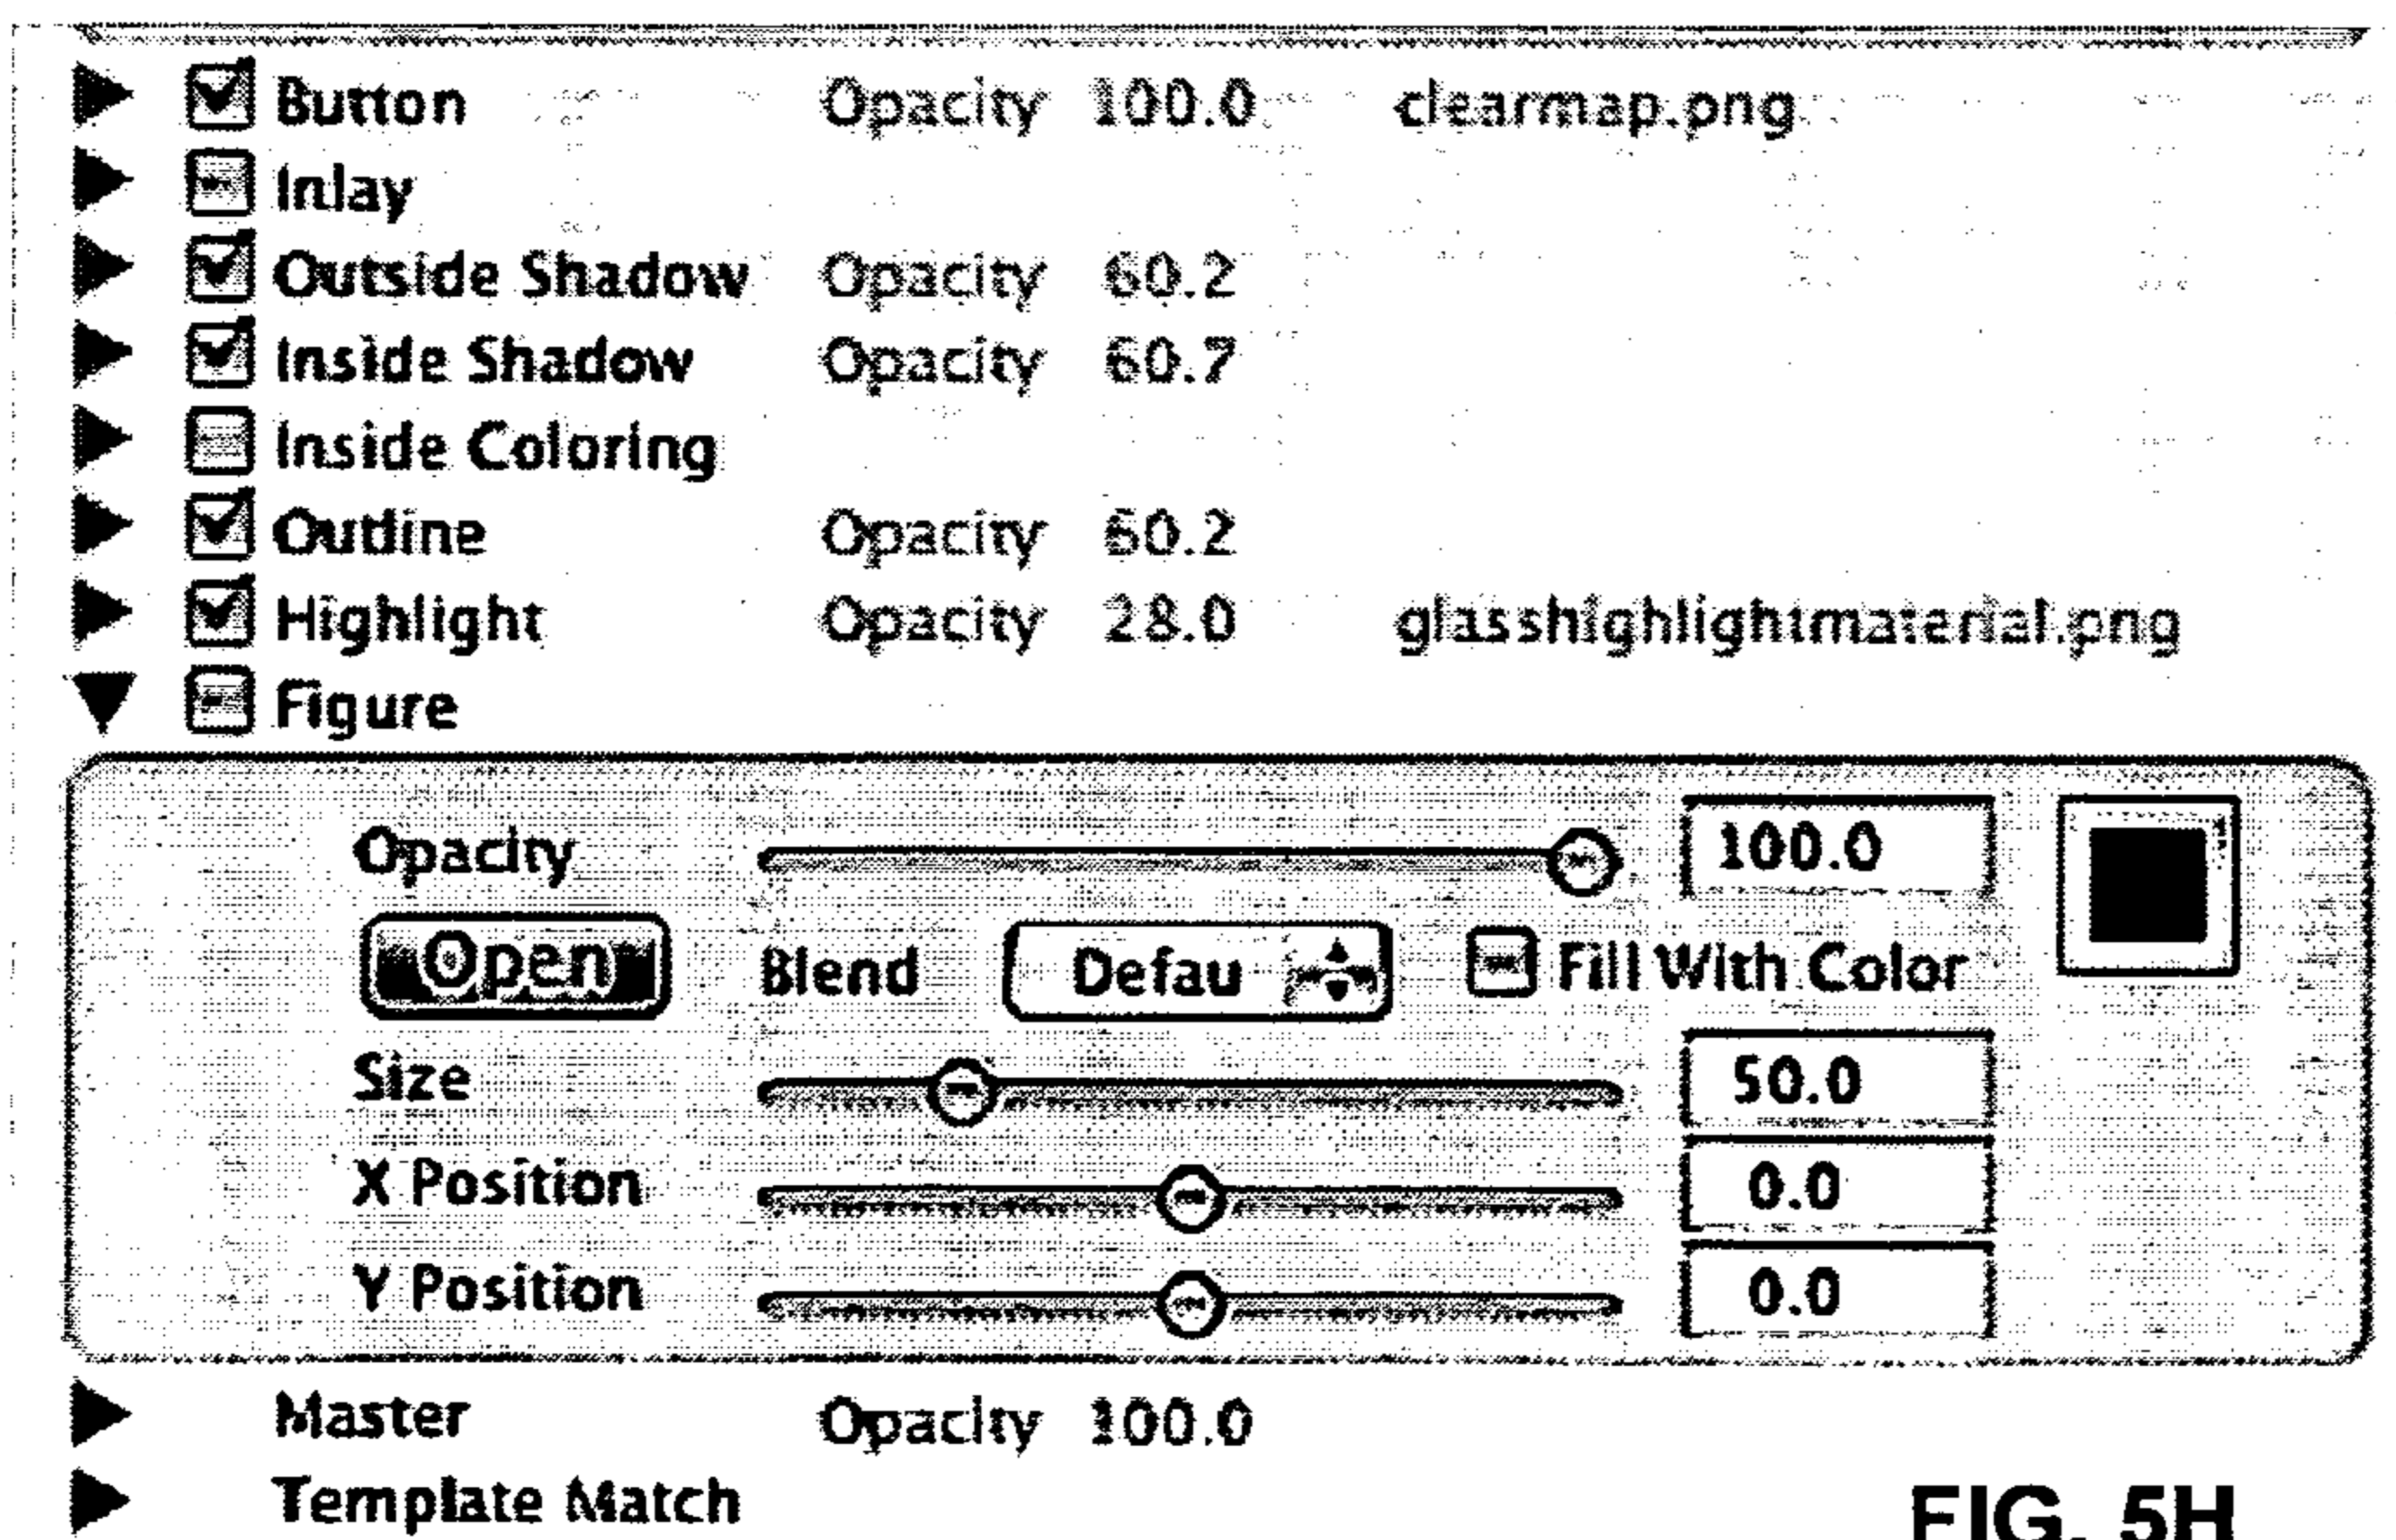 Button Opacity 100.0 clearmap.png
Inlay
Outside Shadow Opacity 60.2
Inside Shadow Opacity 60.7
Inside Coloring
Outline Opacity 60.2
Highlight Opacity 28.0 glasshighlightmaterial.png
Figure
Opacity 100.0
Open Blend Defau Fill With Color
Size 50.0
X Position 0.0
Y Position 0.0
Master Opacity 100.0
Template Match
FIG. 5H